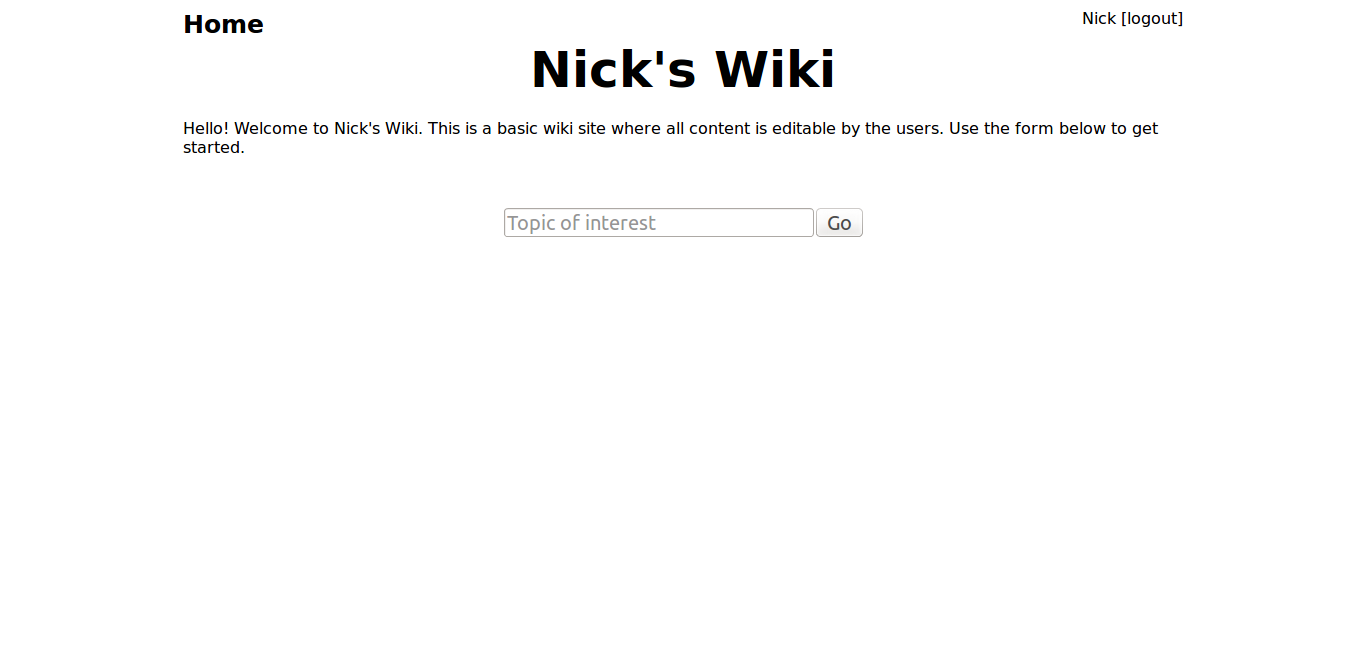 Home
Nick [logout]
Nick's Wiki
Hello! Welcome to Nick's Wiki. This is a basic wiki site where all content is editable by the users. Use the form below to get
started.
Topic of interest
Go